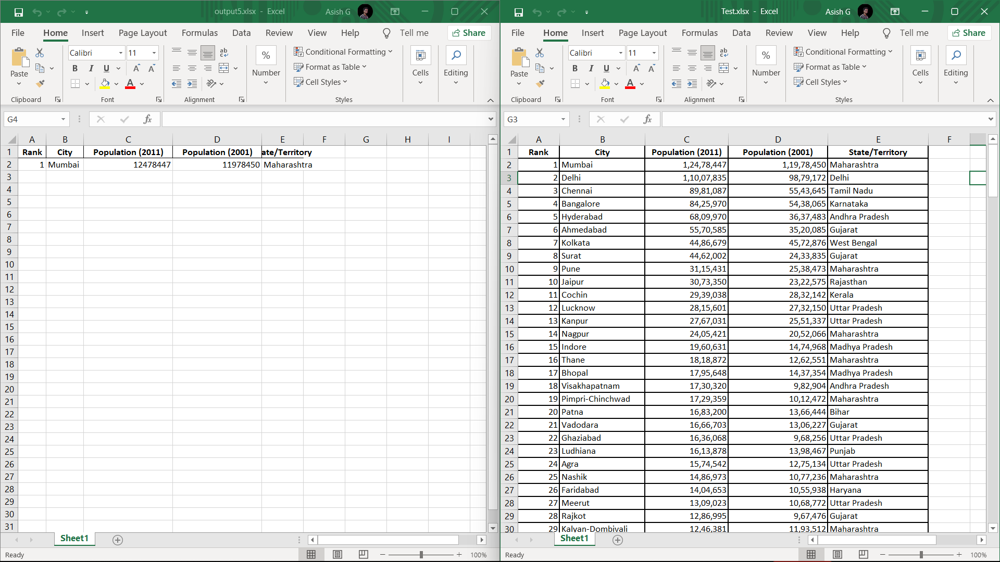 output5.xlsx - Excel
Asish G
File Home Insert Page Layout Formulas Data Review View Help Tell me Share
Paste
Calibri 11
B I U A A
ab
A
%
Number
Conditional Formatting
Format as Table
Cell Styles
Cells
Editing
Clipboard Font Alignment Styles
G4
fx
A B C D E F G H I
1 Rank City Population (2011) Population (2001) ate/Territory
2 1 Mumbai 12478447 11978450 Maharashtra
3
4
5
6
7
8
9
10
11
12
13
14
15
16
17
18
19
20
21
22
23
24
25
26
27
28
29
30
31
Sheet1
Ready
100%
Test.xlsx - Excel
Asish G
File Home Insert Page Layout Formulas Data Review View Help Tell me Share
Paste
Calibri 11
B I U A A
ab
A
%
Number
Conditional Formatting
Format as Table
Cell Styles
Cells
Editing
Clipboard Font Alignment Styles
G3
fx
A B C D E F
1 Rank City Population (2011) Population (2001) State/Territory
2 1 Mumbai 1,24,78,447 1,19,78,450 Maharashtra
3 2 Delhi 1,10,07,835 98,79,172 Delhi
4 3 Chennai 89,81,087 55,43,645 Tamil Nadu
5 4 Bangalore 84,25,970 54,38,065 Karnataka
6 5 Hyderabad 68,09,970 36,37,483 Andhra Pradesh
7 6 Ahmedabad 55,70,585 35,20,085 Gujarat
8 7 Kolkata 44,86,679 45,72,876 West Bengal
9 8 Surat 44,62,002 24,33,835 Gujarat
10 9 Pune 31,15,431 25,38,473 Maharashtra
11 10 Jaipur 30,73,350 23,22,575 Rajasthan
12 11 Cochin 29,39,038 28,32,142 Kerala
13 12 Lucknow 28,15,601 27,32,150 Uttar Pradesh
14 13 Kanpur 27,67,031 25,51,337 Uttar Pradesh
15 14 Nagpur 24,05,421 20,52,066 Maharashtra
16 15 Indore 19,60,631 14,74,968 Madhya Pradesh
17 16 Thane 18,18,872 12,62,551 Maharashtra
18 17 Bhopal 17,95,648 14,37,354 Madhya Pradesh
19 18 Visakhapatnam 17,30,320 9,82,904 Andhra Pradesh
20 19 Pimpri-Chinchwad 17,29,359 10,12,472 Maharashtra
21 20 Patna 16,83,200 13,66,444 Bihar
22 21 Vadodara 16,66,703 13,06,227 Gujarat
23 22 Ghaziabad 16,36,068 9,68,256 Uttar Pradesh
24 23 Ludhiana 16,13,878 13,98,467 Punjab
25 24 Agra 15,74,542 12,75,134 Uttar Pradesh
26 25 Nashik 14,86,973 10,77,236 Maharashtra
27 26 Faridabad 14,04,653 10,55,938 Haryana
28 27 Meerut 13,09,023 10,68,772 Uttar Pradesh
29 28 Rajkot 12,86,995 9,67,476 Gujarat
30 29 Kalyan-Dombivali 12,46,381 11,93,512 Maharashtra
Sheet1
Ready
100%